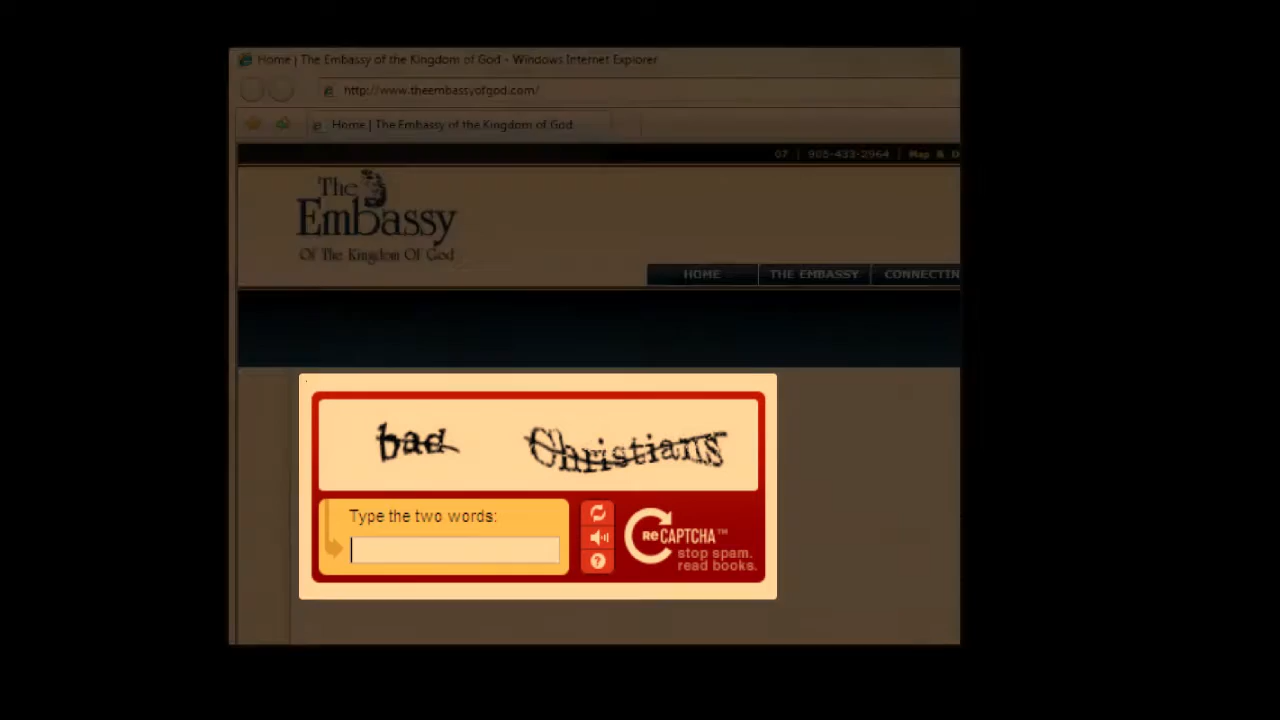 Home | The Embassy of the Kingdom of God - Windows Internet Explorer
http://www.theembassyofgod.com/
Home | The Embassy of the Kingdom of God
07 | 905-433-2964 | Map & D
The
Embassy
Of The Kingdom Of God
HOME THE EMBASSY CONNECTIN
bad Christians
Type the two words:
reCAPTCHA™
stop spam.
read books.